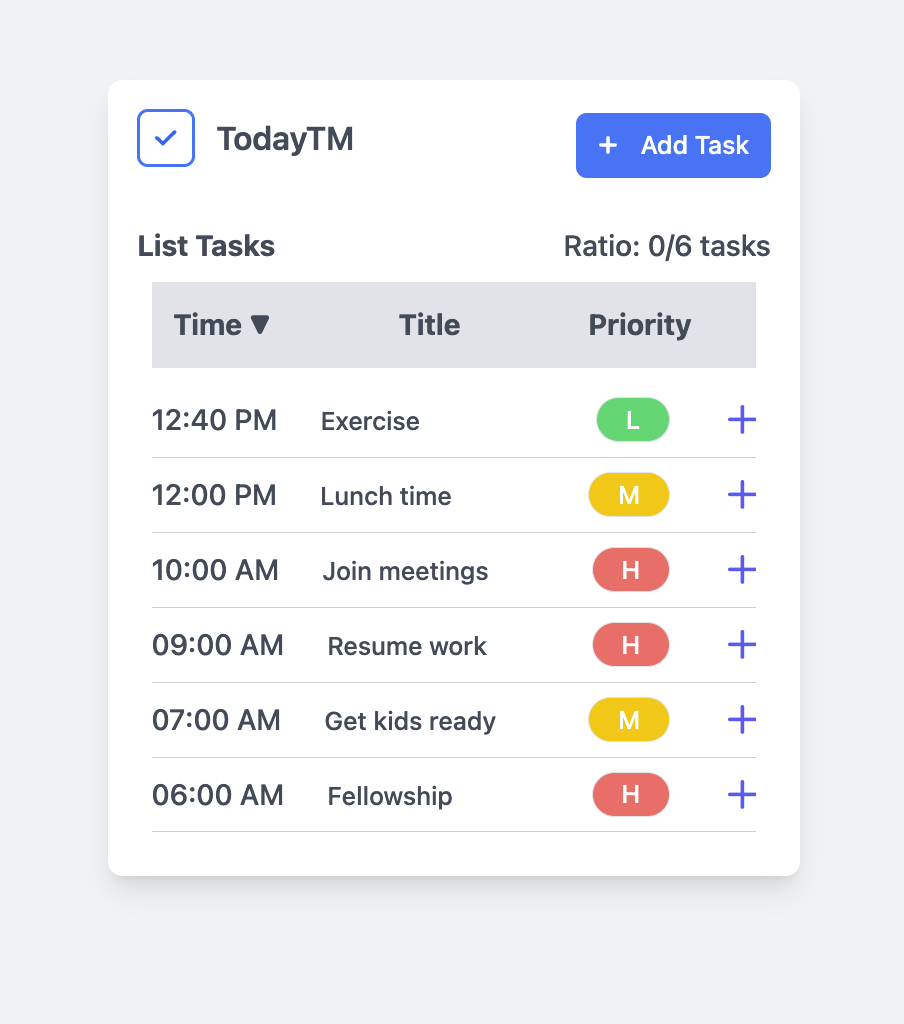 TodayTM
+ Add Task
List Tasks Ratio: 0/6 tasks
Time ▼ Title Priority
12:40 PM Exercise L +
12:00 PM Lunch time M +
10:00 AM Join meetings H +
09:00 AM Resume work H +
07:00 AM Get kids ready M +
06:00 AM Fellowship H +